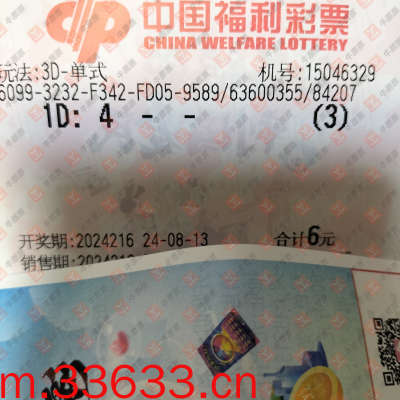 中国福利彩票
CHINA WELFARE LOTTERY
玩法:3D-单式 机号:15046329
6099-3232-F342-FD05-9589/63600355/84207
1D: 4 - - (3)
开奖期:2024216 24-08-13 合计6元
销售期:2024216
m.33633.cn